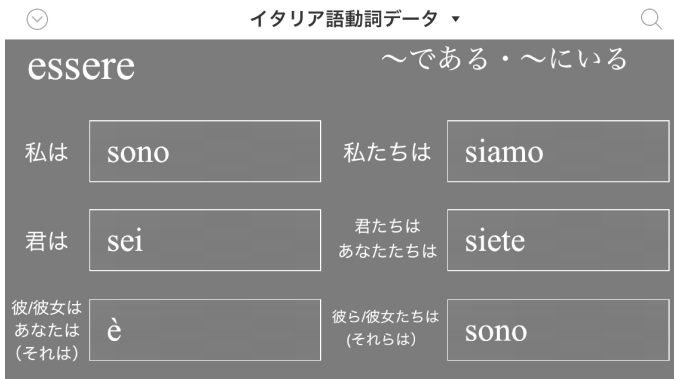 イタリア語動詞データ ▼
essere
〜である・〜にいる
私は
sono
私たちは
siamo
君は
sei
君たちは
あなたたちは
siete
彼/彼女は
あなたは
（それは）
è
彼ら/彼女たちは
(それらは）
sono